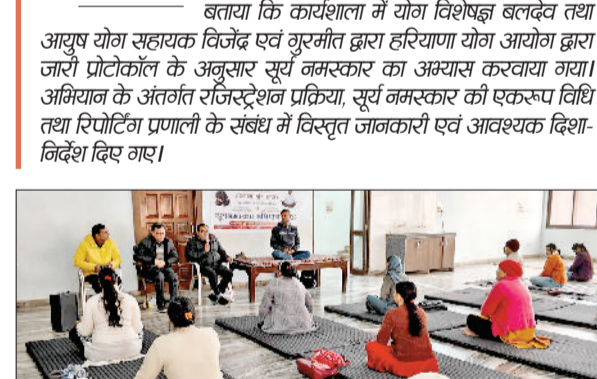 बताया कि कार्यशाला में योग विशेषज्ञ बलदेव तथा
आयुष योग सहायक विजेंद्र एवं गुरमीत द्वारा हरियाणा योग आयोग द्वारा
जारी प्रोटोकॉल के अनुसार सूर्य नमस्कार का अभ्यास करवाया गया।
अभियान के अंतर्गत रजिस्ट्रेशन प्रक्रिया, सूर्य नमस्कार की एकरूप विधि
तथा रिपोर्टिंग प्रणाली के संबंध में विस्तृत जानकारी एवं आवश्यक दिशा-
निर्देश दिए गए।